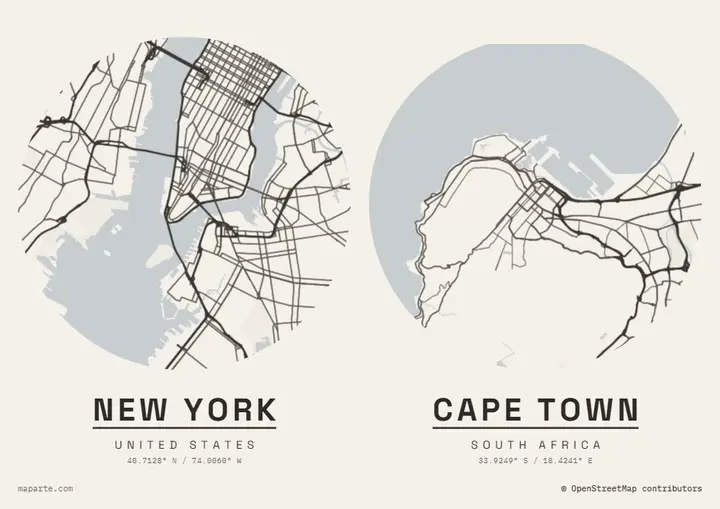 NEW YORK
UNITED STATES
40.7128° N / 74.0060° W
CAPE TOWN
SOUTH AFRICA
33.9249° S / 18.4241° E
maparte.com
© OpenStreetMap contributors